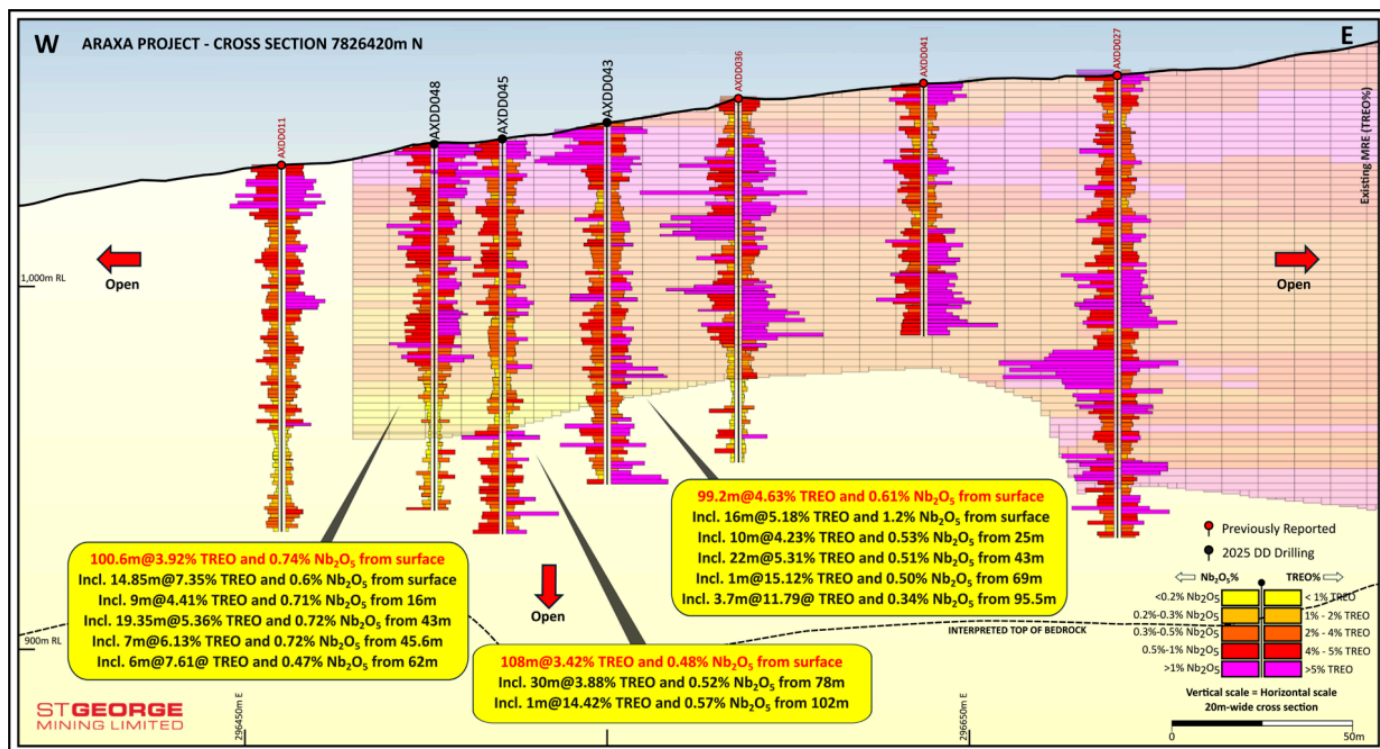 W
ARAXA PROJECT - CROSS SECTION 7826420m N
E
AXDD011
AXDD048
AXDD045
AXDD043
AXDD036
AXDD041
AXDD027
Existing MRE (TREO%)
Open
Open
1,000m RL
99.2m@4.63% TREO and 0.61% Nb₂O₅ from surface
Incl. 16m@5.18% TREO and 1.2% Nb₂O₅ from surface
Incl. 10m@4.23% TREO and 0.53% Nb₂O₅ from 25m
Incl. 22m@5.31% TREO and 0.51% Nb₂O₅ from 43m
Incl. 1m@15.12% TREO and 0.50% Nb₂O₅ from 69m
Incl. 3.7m@11.79@ TREO and 0.34% Nb₂O₅ from 95.5m
100.6m@3.92% TREO and 0.74% Nb₂O₅ from surface
Incl. 14.85m@7.35% TREO and 0.6% Nb₂O₅ from surface
Incl. 9m@4.41% TREO and 0.71% Nb₂O₅ from 16m
Incl. 19.35m@5.36% TREO and 0.72% Nb₂O₅ from 43m
Incl. 7m@6.13% TREO and 0.72% Nb₂O₅ from 45.6m
Incl. 6m@7.61@ TREO and 0.47% Nb₂O₅ from 62m
Open
108m@3.42% TREO and 0.48% Nb₂O₅ from surface
Incl. 30m@3.88% TREO and 0.52% Nb₂O₅ from 78m
Incl. 1m@14.42% TREO and 0.57% Nb₂O₅ from 102m
Previously Reported
2025 DD Drilling
Nb₂O₅% TREO%
<0.2% Nb₂O₅ < 1% TREO
0.2%-0.3% Nb₂O₅ 1% - 2% TREO
0.3%-0.5% Nb₂O₅ 2% - 4% TREO
0.5%-1% Nb₂O₅ 4% - 5% TREO
>1% Nb₂O₅ >5% TREO
INTERPRETED TOP OF BEDROCK
900m RL
Vertical scale = Horizontal scale
20m-wide cross section
50m
296450m E
296650m E
ST GEORGE
MINING LIMITED